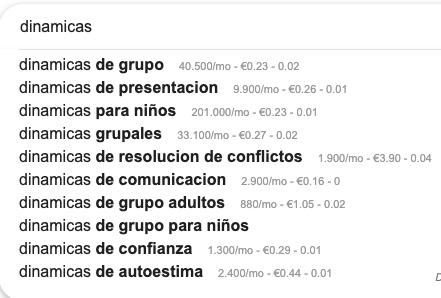 dinamicas
dinamicas de grupo 40.500/mo - €0.23 - 0.02
dinamicas de presentacion 9.900/mo - €0.26 - 0.01
dinamicas para niños 201.000/mo - €0.23 - 0.01
dinamicas grupales 33.100/mo - €0.27 - 0.02
dinamicas de resolucion de conflictos 1.900/mo - €3.90 - 0.04
dinamicas de comunicacion 2.900/mo - €0.16 - 0
dinamicas de grupo adultos 880/mo - €1.05 - 0.02
dinamicas de grupo para niños
dinamicas de confianza 1.300/mo - €0.29 - 0.01
dinamicas de autoestima 2.400/mo - €0.44 - 0.01